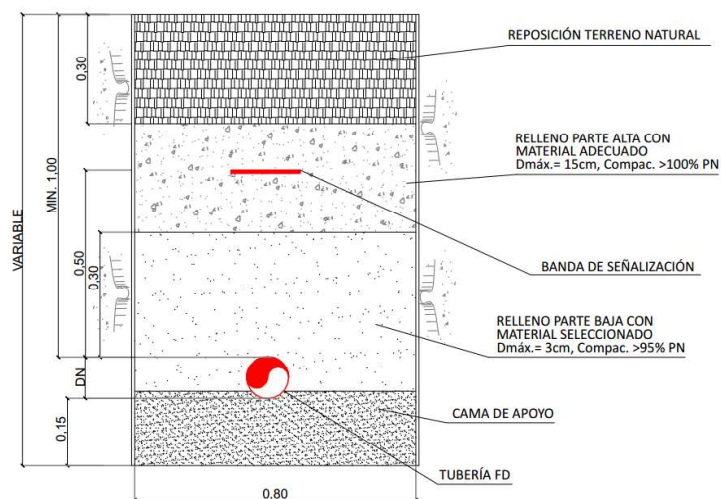 REPOSICIÓN TERRENO NATURAL
0,30
RELLENO PARTE ALTA CON
MATERIAL ADECUADO
Dmáx.= 15cm, Compac. >100% PN
VARIABLE
MIN. 1,00
0,50
0,30
BANDA DE SEÑALIZACIÓN
RELLENO PARTE BAJA CON
MATERIAL SELECCIONADO
Dmáx.= 3cm, Compac. >95% PN
DN
CAMA DE APOYO
0,15
TUBERÍA FD
0,80